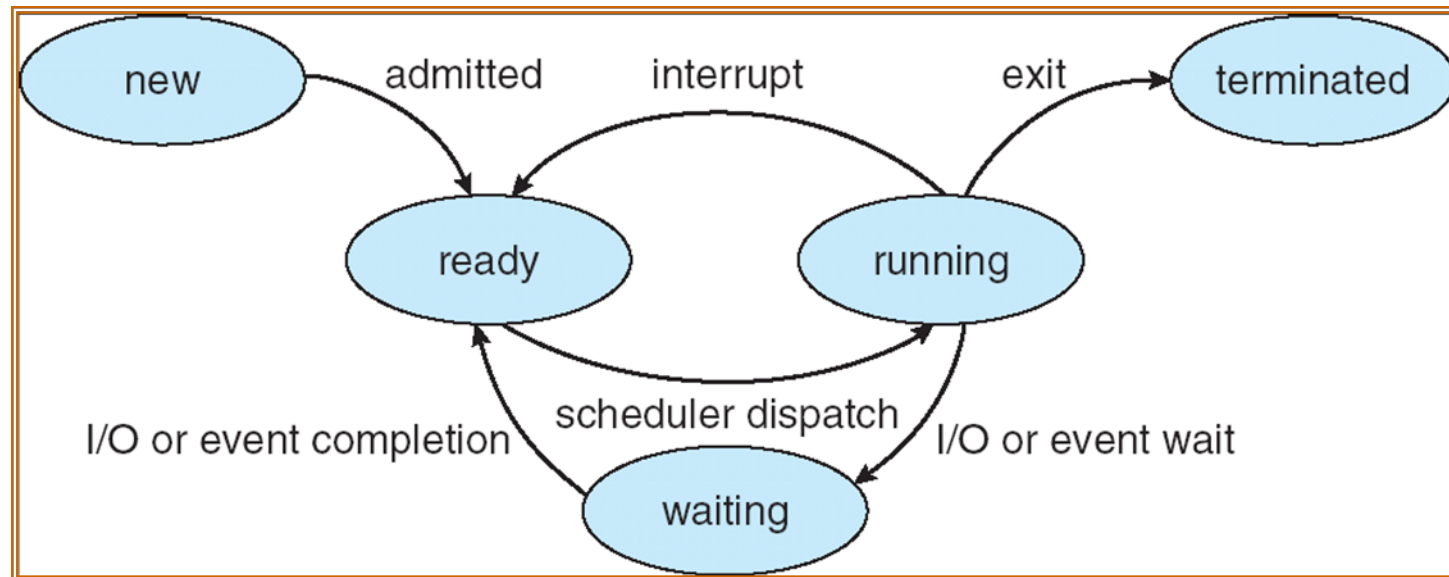 new
admitted
interrupt
exit
terminated
ready
running
scheduler dispatch
I/O or event completion
I/O or event wait
waiting